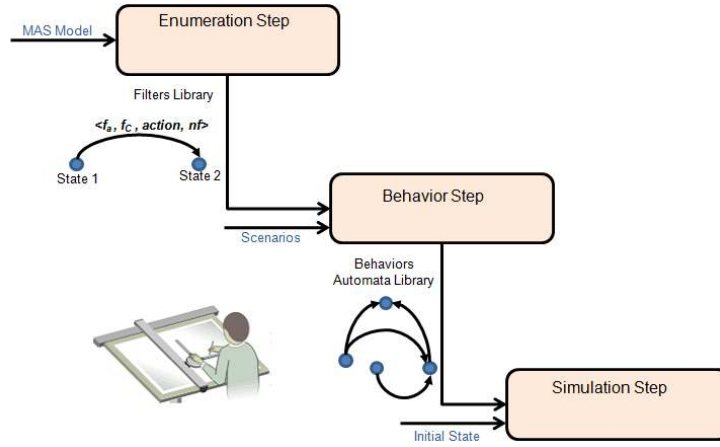 Enumeration Step
MAS Model
Filters Library
<fa, fC, action, nf>
State 1
State 2
Behavior Step
Scenarios
Behaviors
Automata Library
Simulation Step
Initial State